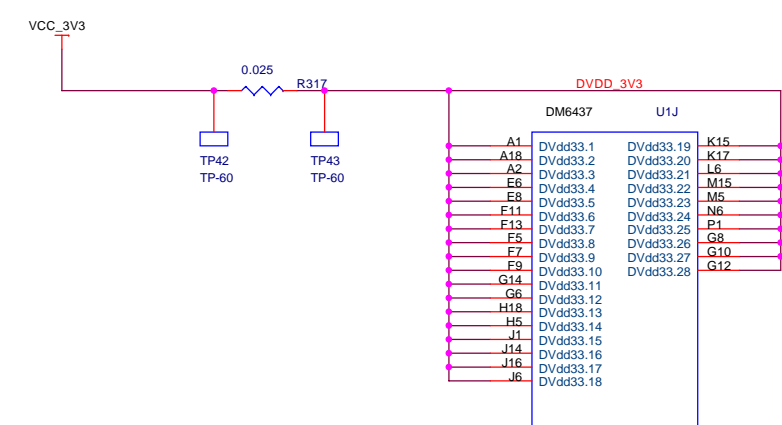 VCC_3V3
0.025
R317
DVDD_3V3
DM6437 U1J
TP42
TP-60
TP43
TP-60
A1 DVdd33.1 DVdd33.19 K15
A18 DVdd33.2 DVdd33.20 K17
A2 DVdd33.3 DVdd33.21 L6
E6 DVdd33.4 DVdd33.22 M15
E8 DVdd33.5 DVdd33.23 M5
F11 DVdd33.6 DVdd33.24 N6
F13 DVdd33.7 DVdd33.25 P1
F5 DVdd33.8 DVdd33.26 G8
F7 DVdd33.9 DVdd33.27 G10
F9 DVdd33.10 DVdd33.28 G12
G14 DVdd33.11
G6 DVdd33.12
H18 DVdd33.13
H5 DVdd33.14
J1 DVdd33.15
J14 DVdd33.16
J16 DVdd33.17
J6 DVdd33.18